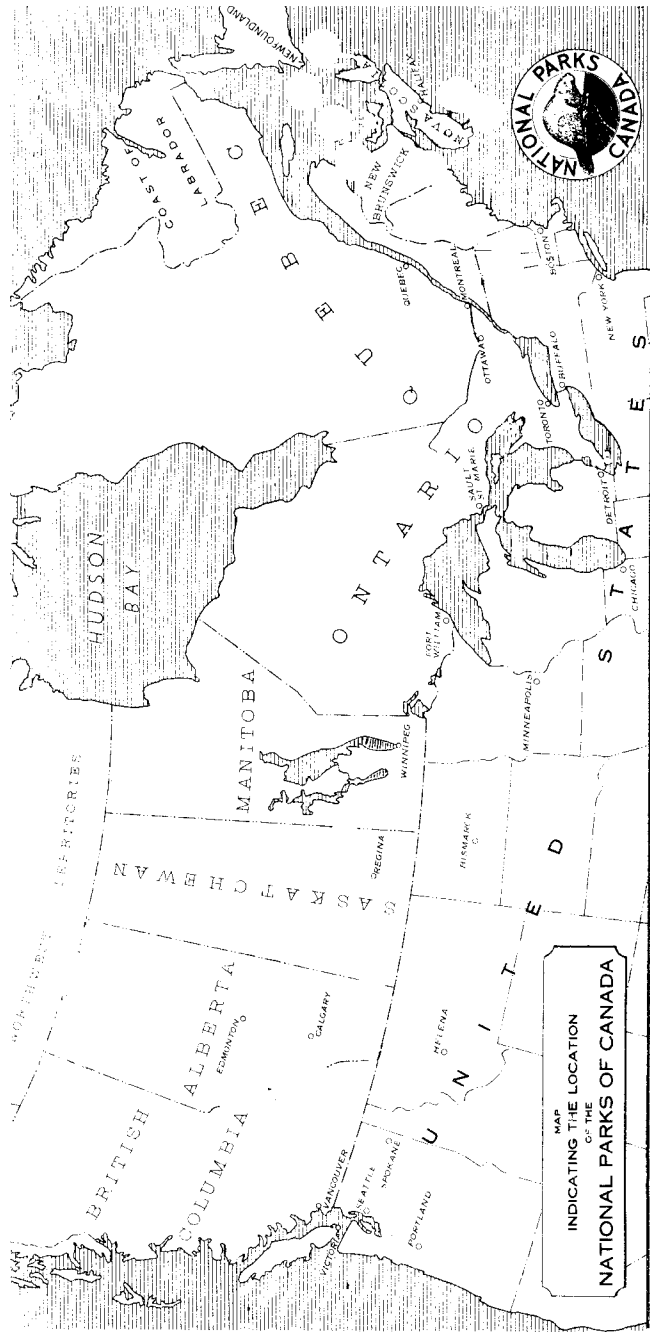 NORTHWEST TERRITORIES
HUDSON
BAY
COAST OF
LABRADOR
NEWFOUNDLAND
BRITISH
COLUMBIA
ALBERTA
EDMONTON
CALGARY
SASKATCHEWAN
REGINA
MANITOBA
WINNIPEG
ONTARIO
FORT
WILLIAM
SAULT
STE MARIE
OTTAWA
TORONTO
QUEBEC
QUEBEC
MONTREAL
NEW
BRUNSWICK
NOVA SCO
HALIFAX
VANCOUVER
VICTORIA
SEATTLE
SPOKANE
PORTLAND
HELENA
BISMARCK
MINNEAPOLIS
CHICAGO
DETROIT
BUFFALO
BOSTON
NEW YORK
UNITED STATES
NATIONAL PARKS
CANADA
MAP
INDICATING THE LOCATION
OF THE
NATIONAL PARKS OF CANADA